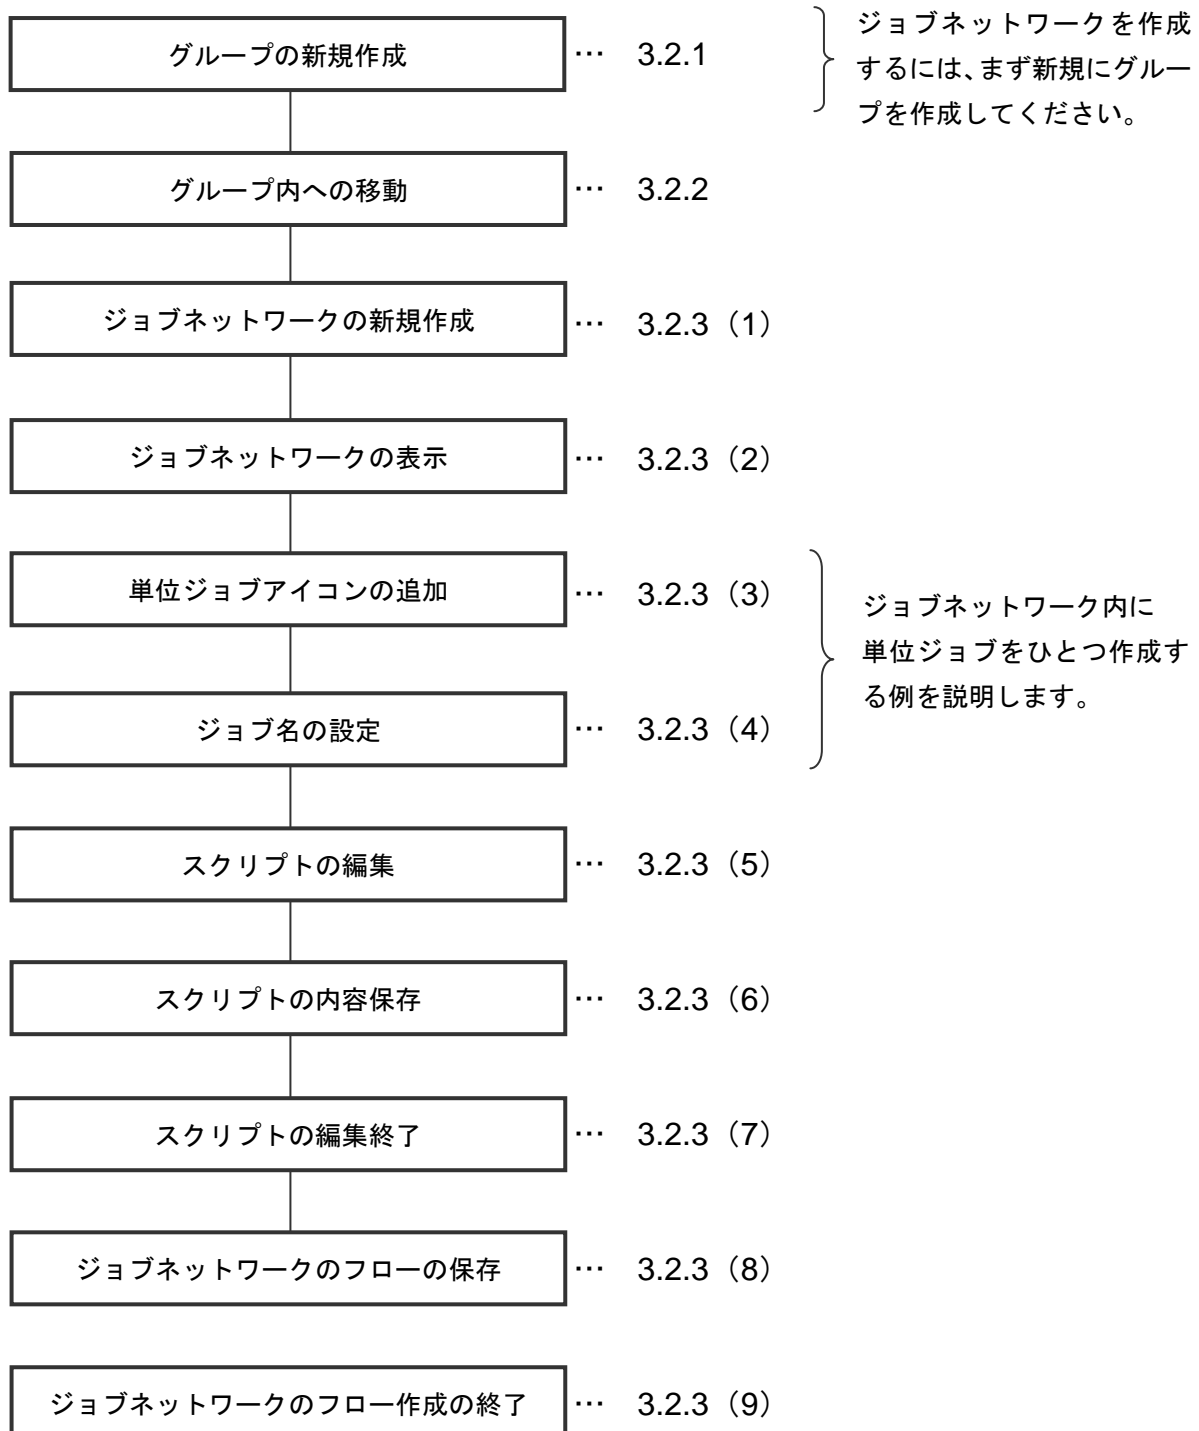 グループの新規作成 … 3.2.1
ジョブネットワークを作成
するには、まず新規にグルー
プを作成してください。
グループ内への移動 … 3.2.2
ジョブネットワークの新規作成 … 3.2.3（1）
ジョブネットワークの表示 … 3.2.3（2）
単位ジョブアイコンの追加 … 3.2.3（3）
ジョブネットワーク内に
単位ジョブをひとつ作成す
る例を説明します。
ジョブ名の設定 … 3.2.3（4）
スクリプトの編集 … 3.2.3（5）
スクリプトの内容保存 … 3.2.3（6）
スクリプトの編集終了 … 3.2.3（7）
ジョブネットワークのフローの保存 … 3.2.3（8）
ジョブネットワークのフロー作成の終了 … 3.2.3（9）